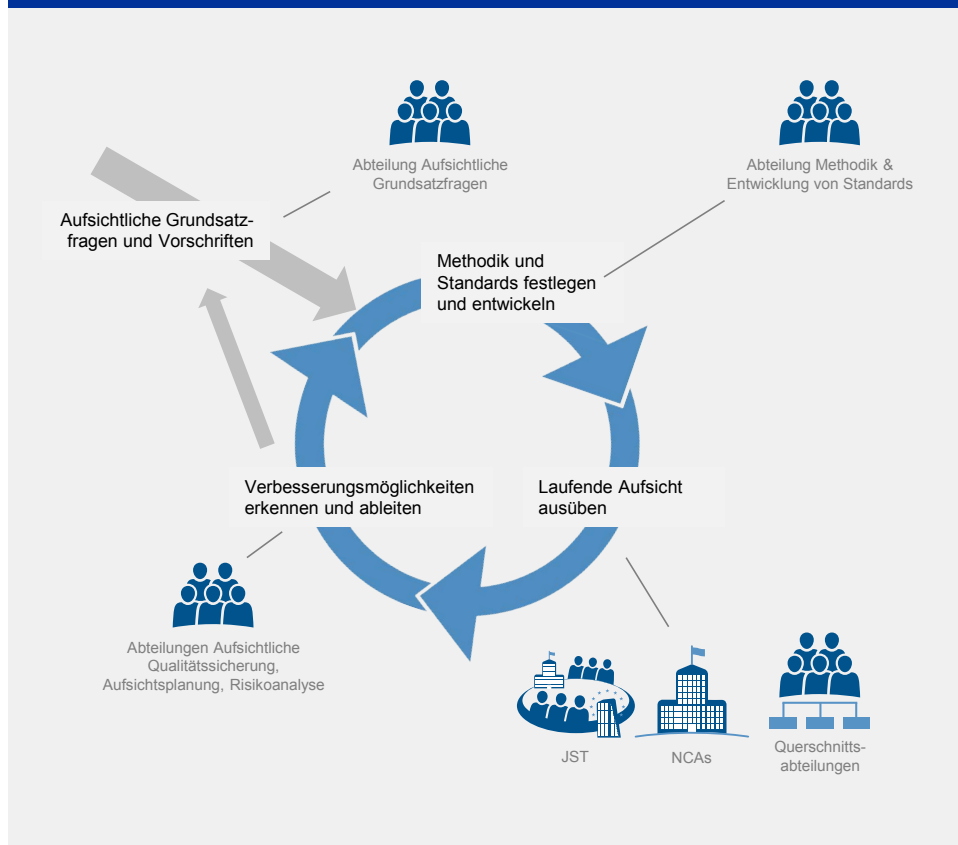 Abteilung Aufsichtliche
Grundsatzfragen
Abteilung Methodik &
Entwicklung von Standards
Aufsichtliche Grundsatz-
fragen und Vorschriften
Methodik und
Standards festlegen
und entwickeln
Verbesserungsmöglichkeiten
erkennen und ableiten
Laufende Aufsicht
ausüben
Abteilungen Aufsichtliche
Qualitätssicherung,
Aufsichtsplanung, Risikoanalyse
JST
NCAs
Querschnitts-
abteilungen